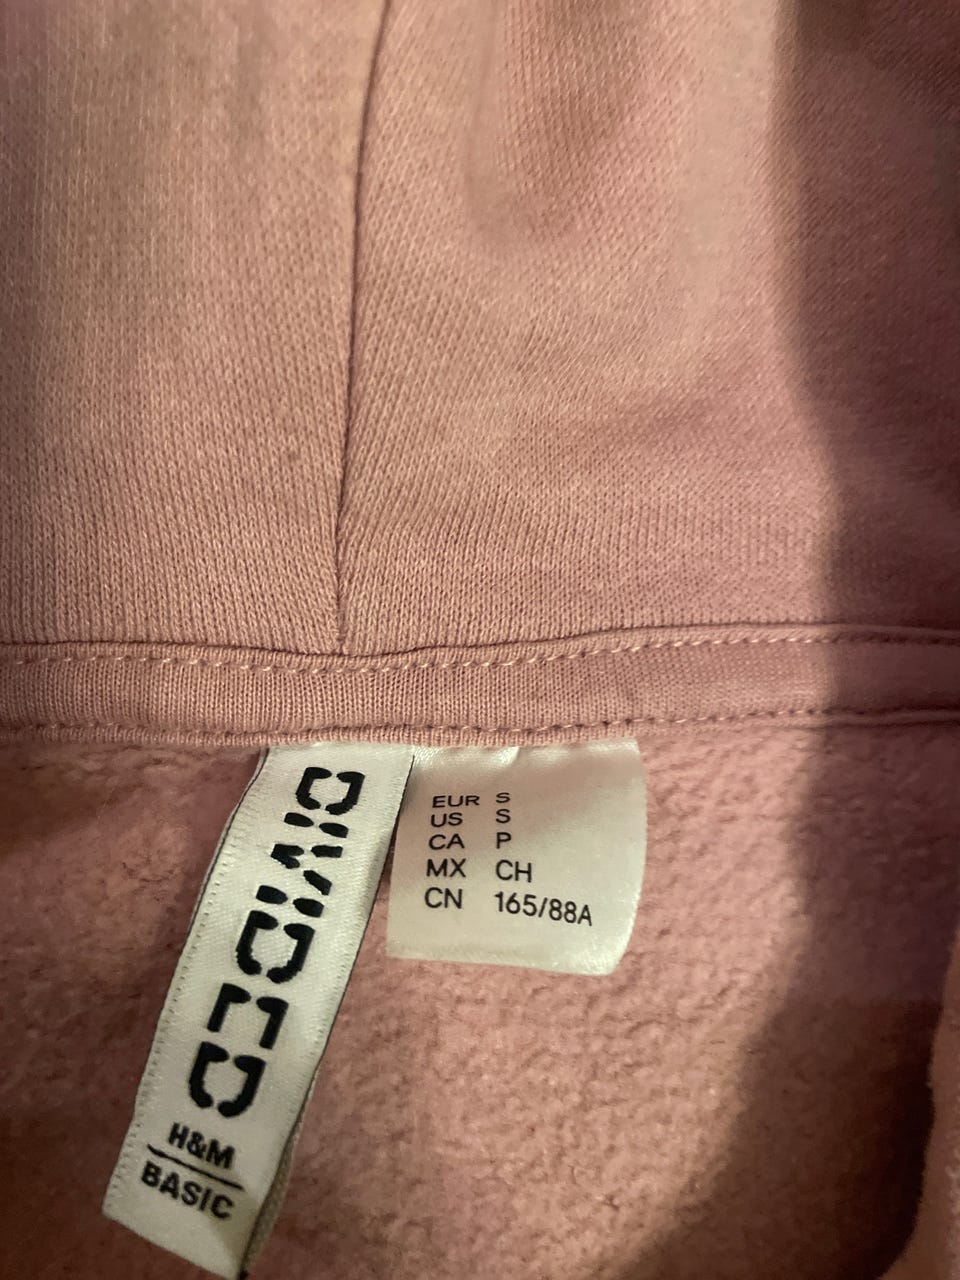 DIVIDED
H&M
BASIC
EUR S
US S
CA P
MX CH
CN 165/88A